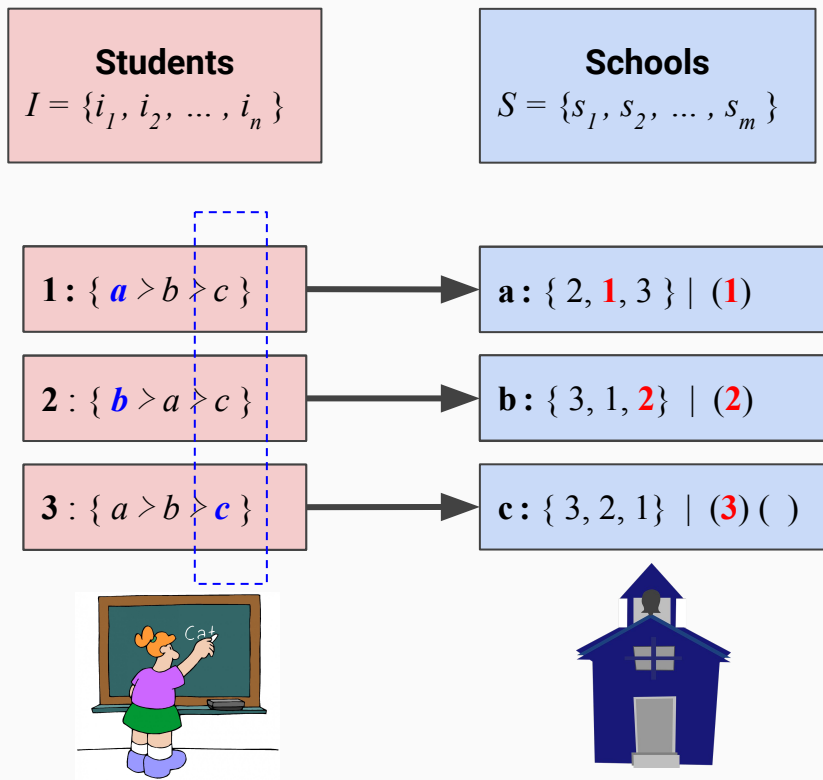 Students
I = {i₁, i₂, ... , iₙ}
Schools
S = {s₁, s₂, ... , sₘ }
1 : { a > b > c }
a : { 2, 1, 3 } | (1)
2 : { b > a > c }
b : { 3, 1, 2} | (2)
3 : { a > b > c }
c : { 3, 2, 1} | (3) ( )
Cat